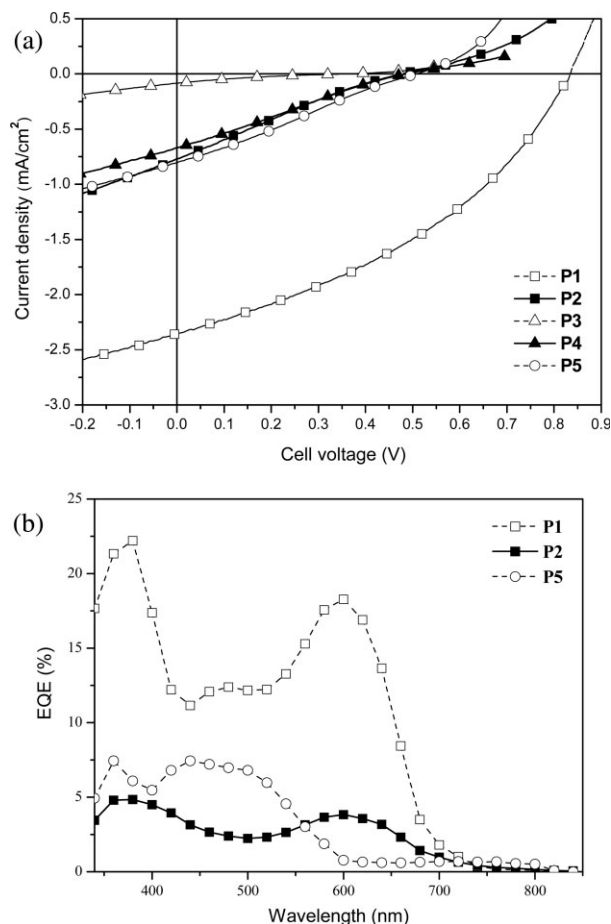 (a)
0.5
0.0
-0.5
-1.0
-1.5
-2.0
-2.5
-3.0
Current density (mA/cm²)
P1
P2
P3
P4
P5
-0.2 -0.1 0.0 0.1 0.2 0.3 0.4 0.5 0.6 0.7 0.8 0.9
Cell voltage (V)
(b)
25
20
15
10
5
0
EQE (%)
P1
P2
P5
400 500 600 700 800
Wavelength (nm)